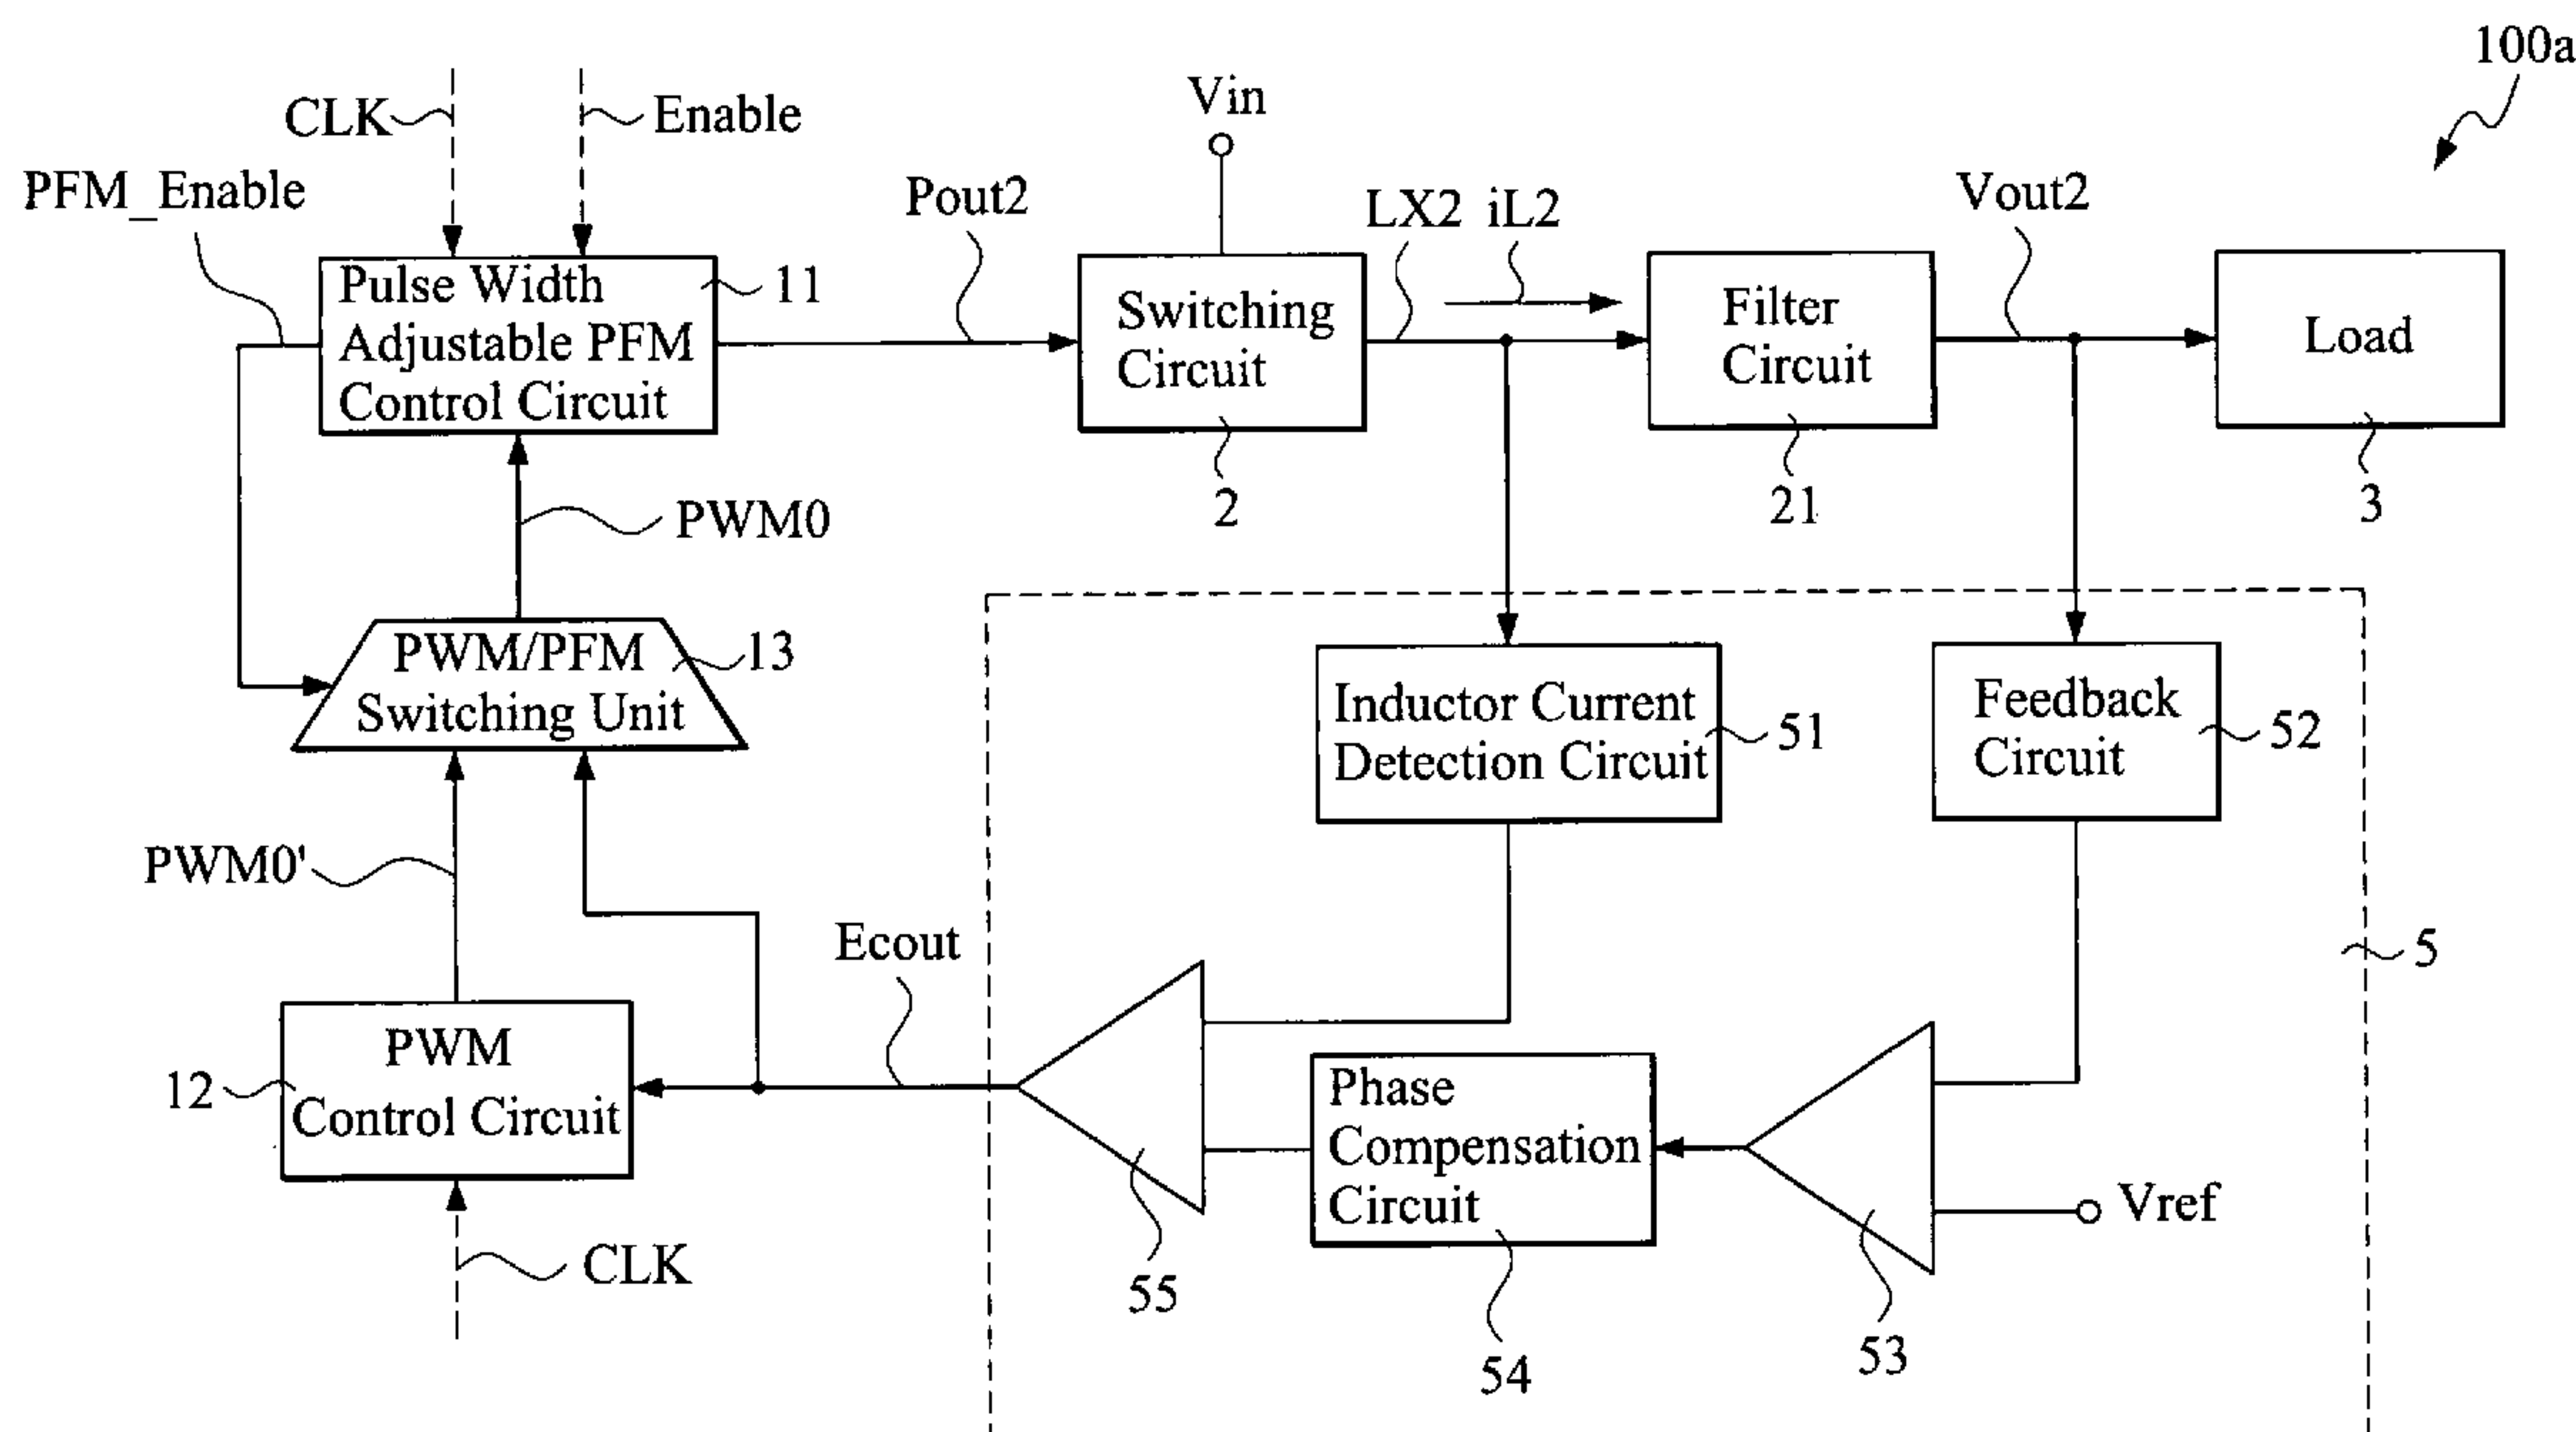 100a
Vin
CLK
Enable
PFM_Enable
Pout2
LX2
iL2
Vout2
Pulse Width
Adjustable PFM
Control Circuit
11
Switching
Circuit
2
Filter
Circuit
21
Load
3
PWM0
PWM/PFM
Switching Unit
13
Inductor Current
Detection Circuit
51
Feedback
Circuit
52
PWM0'
Ecout
5
PWM
Control Circuit
12
Phase
Compensation
Circuit
54
Vref
CLK
55
53